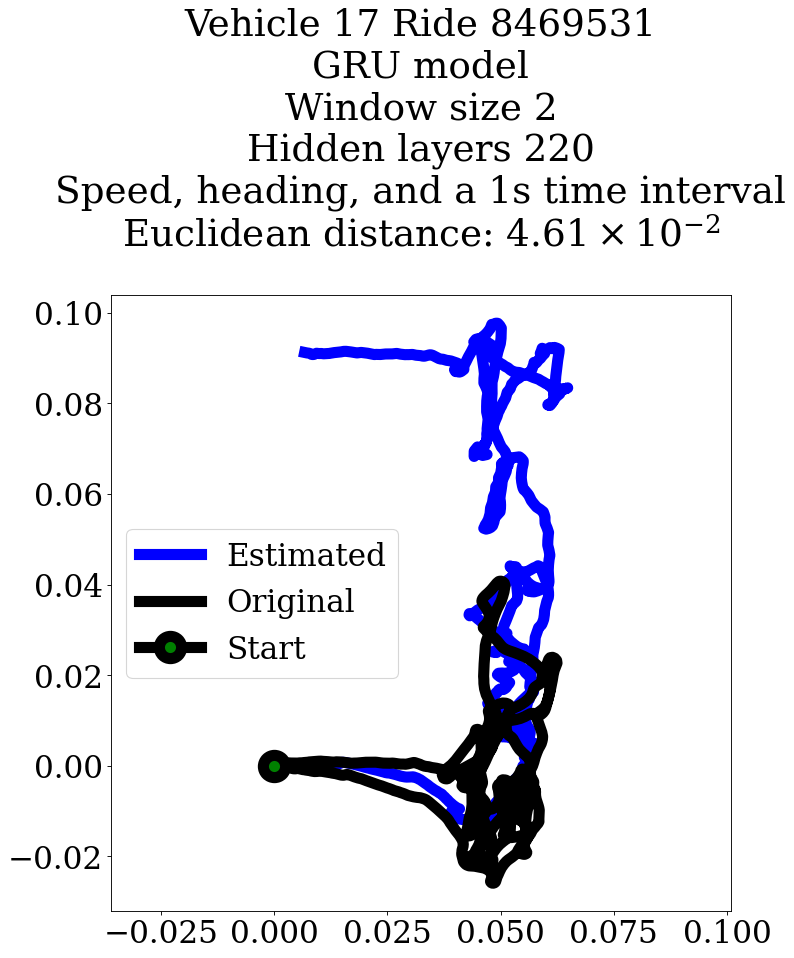 Vehicle 17 Ride 8469531
GRU model
Window size 2
Hidden layers 220
Speed, heading, and a 1s time interval
Euclidean distance: 4.61 × 10⁻²
0.10
0.08
0.06
0.04
0.02
0.00
−0.02
Estimated
Original
Start
−0.025 0.000 0.025 0.050 0.075 0.100